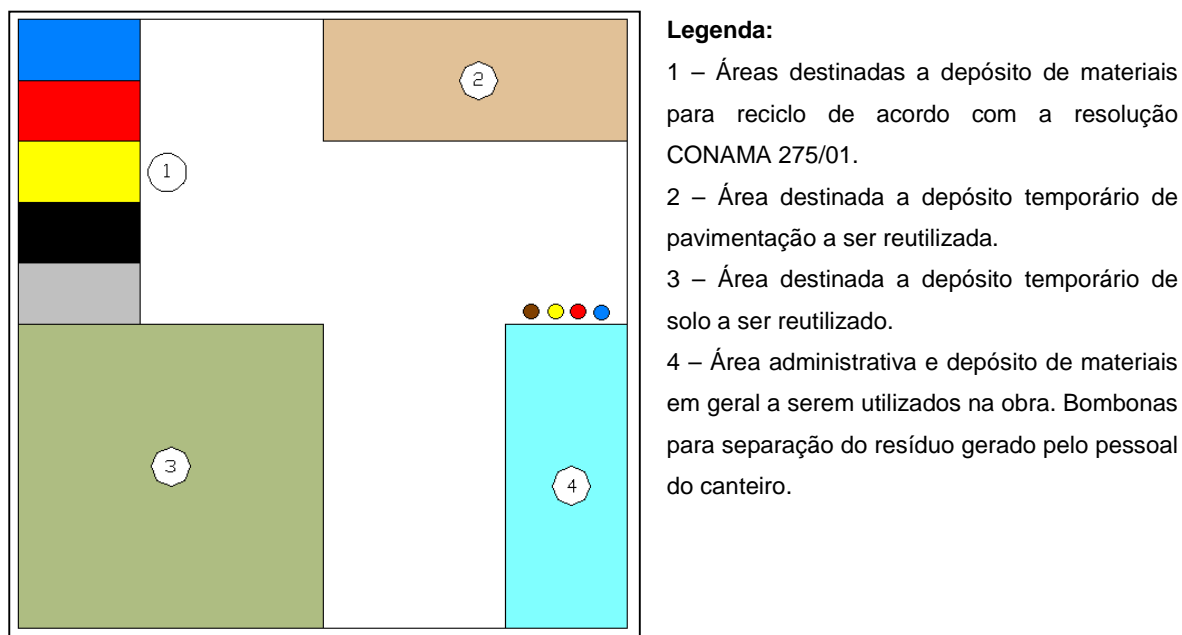 1
2
3
4
Legenda:
1 – Áreas destinadas a depósito de materiais
para reciclo de acordo com a resolução
CONAMA 275/01.
2 – Área destinada a depósito temporário de
pavimentação a ser reutilizada.
3 – Área destinada a depósito temporário de
solo a ser reutilizado.
4 – Área administrativa e depósito de materiais
em geral a serem utilizados na obra. Bombonas
para separação do resíduo gerado pelo pessoal
do canteiro.